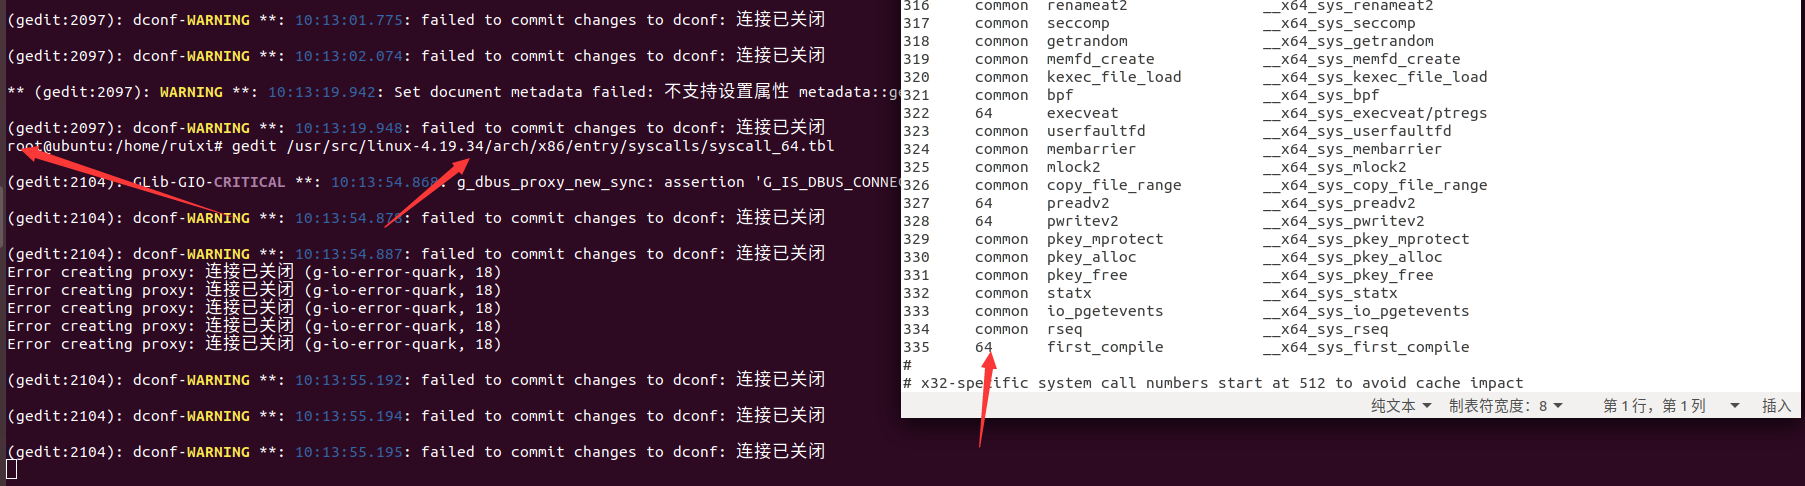 (gedit:2097): dconf-WARNING **: 10:13:01.775: failed to commit changes to dconf: 连接已关闭
(gedit:2097): dconf-WARNING **: 10:13:02.074: failed to commit changes to dconf: 连接已关闭
** (gedit:2097): WARNING **: 10:13:19.942: Set document metadata failed: 不支持设置属性 metadata::ge
(gedit:2097): dconf-WARNING **: 10:13:19.948: failed to commit changes to dconf: 连接已关闭
root@ubuntu:/home/ruixi# gedit /usr/src/linux-4.19.34/arch/x86/entry/syscalls/syscall_64.tbl
(gedit:2104): GLib-GIO-CRITICAL **: 10:13:54.868: g_dbus_proxy_new_sync: assertion 'G_IS_DBUS_CONNEC
(gedit:2104): dconf-WARNING **: 10:13:54.878: failed to commit changes to dconf: 连接已关闭
(gedit:2104): dconf-WARNING **: 10:13:54.887: failed to commit changes to dconf: 连接已关闭
Error creating proxy: 连接已关闭 (g-io-error-quark, 18)
Error creating proxy: 连接已关闭 (g-io-error-quark, 18)
Error creating proxy: 连接已关闭 (g-io-error-quark, 18)
Error creating proxy: 连接已关闭 (g-io-error-quark, 18)
Error creating proxy: 连接已关闭 (g-io-error-quark, 18)
(gedit:2104): dconf-WARNING **: 10:13:55.192: failed to commit changes to dconf: 连接已关闭
(gedit:2104): dconf-WARNING **: 10:13:55.194: failed to commit changes to dconf: 连接已关闭
(gedit:2104): dconf-WARNING **: 10:13:55.195: failed to commit changes to dconf: 连接已关闭
316 common renameat2 __x64_sys_renameat2
317 common seccomp __x64_sys_seccomp
318 common getrandom __x64_sys_getrandom
319 common memfd_create __x64_sys_memfd_create
320 common kexec_file_load __x64_sys_kexec_file_load
321 common bpf __x64_sys_bpf
322 64 execveat __x64_sys_execveat/ptregs
323 common userfaultfd __x64_sys_userfaultfd
324 common membarrier __x64_sys_membarrier
325 common mlock2 __x64_sys_mlock2
326 common copy_file_range __x64_sys_copy_file_range
327 64 preadv2 __x64_sys_preadv2
328 64 pwritev2 __x64_sys_pwritev2
329 common pkey_mprotect __x64_sys_pkey_mprotect
330 common pkey_alloc __x64_sys_pkey_alloc
331 common pkey_free __x64_sys_pkey_free
332 common statx __x64_sys_statx
333 common io_pgetevents __x64_sys_io_pgetevents
334 common rseq __x64_sys_rseq
335 64 first_compile __x64_sys_first_compile
#
# x32-specific system call numbers start at 512 to avoid cache impact
纯文本 制表符宽度：8 第 1 行，第 1 列 插入